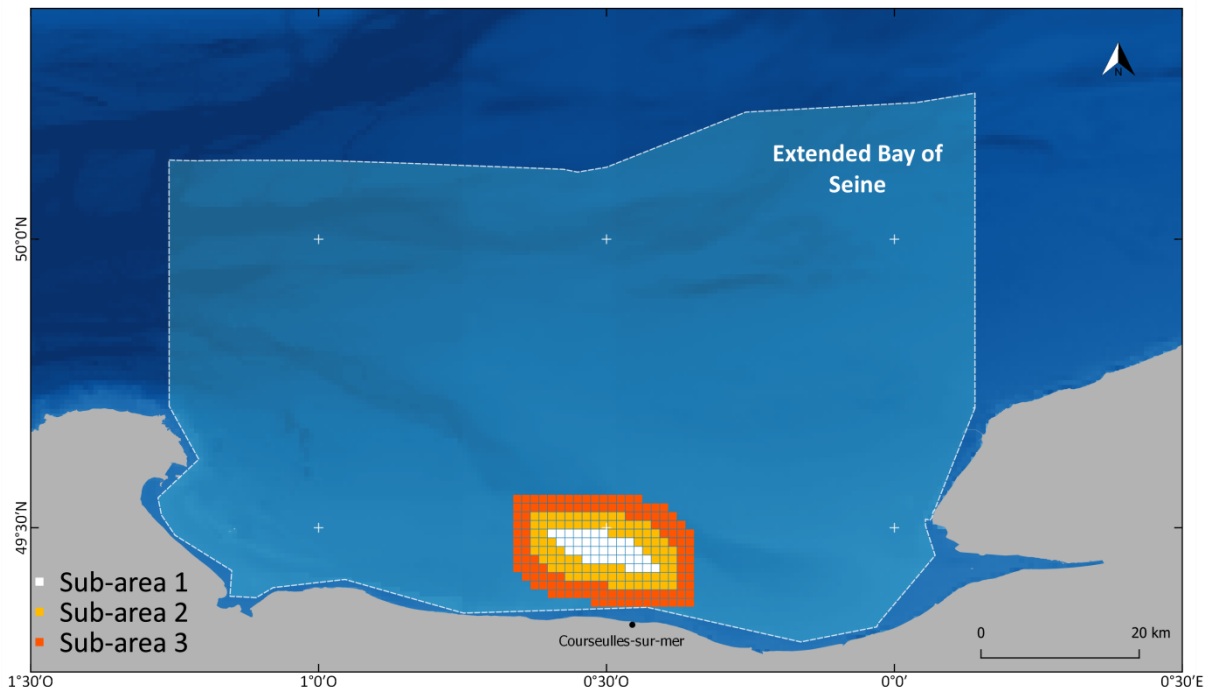 N
Extended Bay of
Seine
50°0'N
49°30'N
Sub-area 1
Sub-area 2
Sub-area 3
Courseulles-sur-mer
0 20 km
1°30'O 1°0'O 0°30'O 0°0' 0°30'E